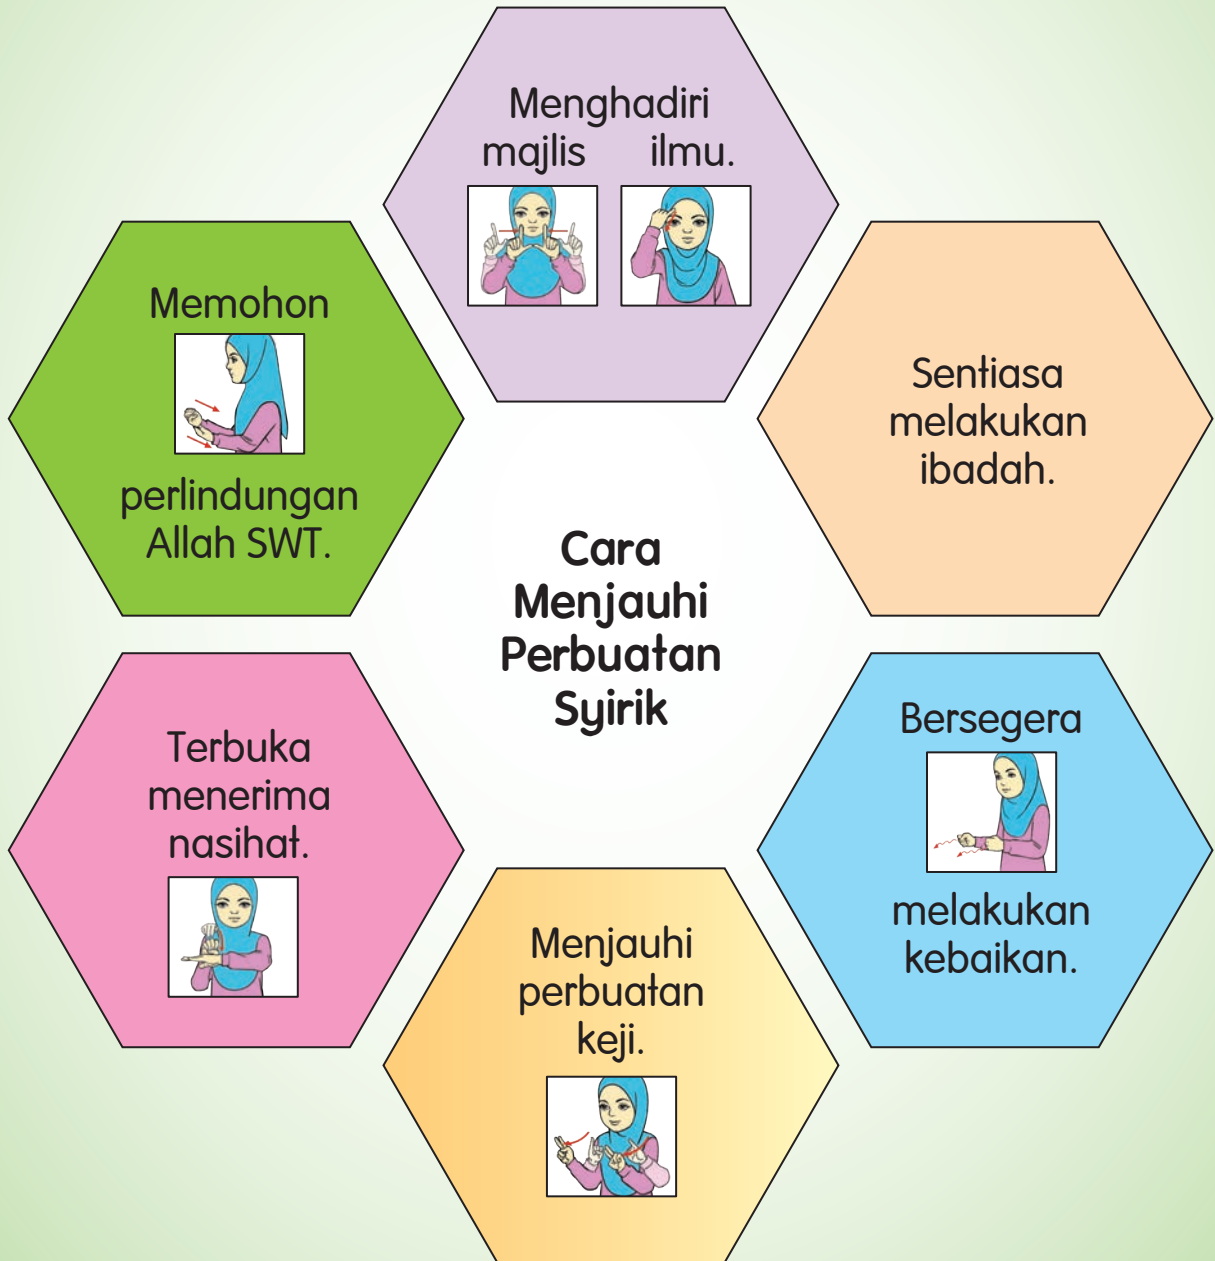 Menghadiri
majlis ilmu.
Sentiasa
melakukan
ibadah.
Bersegera
melakukan
kebaikan.
Menjauhi
perbuatan
keji.
Terbuka
menerima
nasihat.
Memohon
perlindungan
Allah SWT.
Cara
Menjauhi
Perbuatan
Syirik